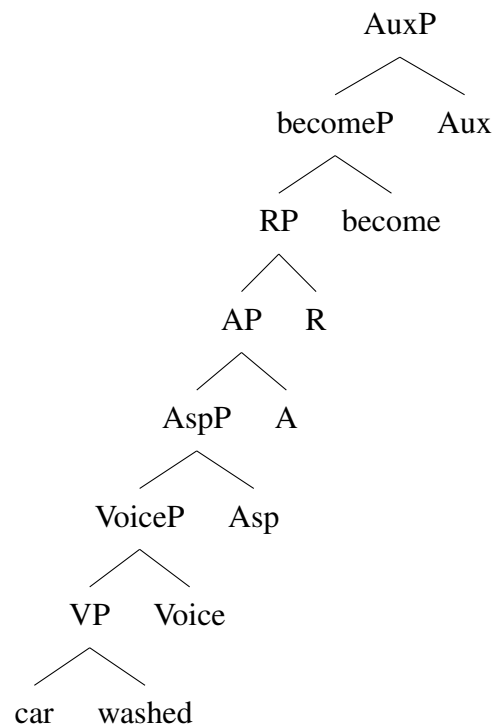 AuxP
becomeP Aux
RP become
AP R
AspP A
VoiceP Asp
VP Voice
car washed